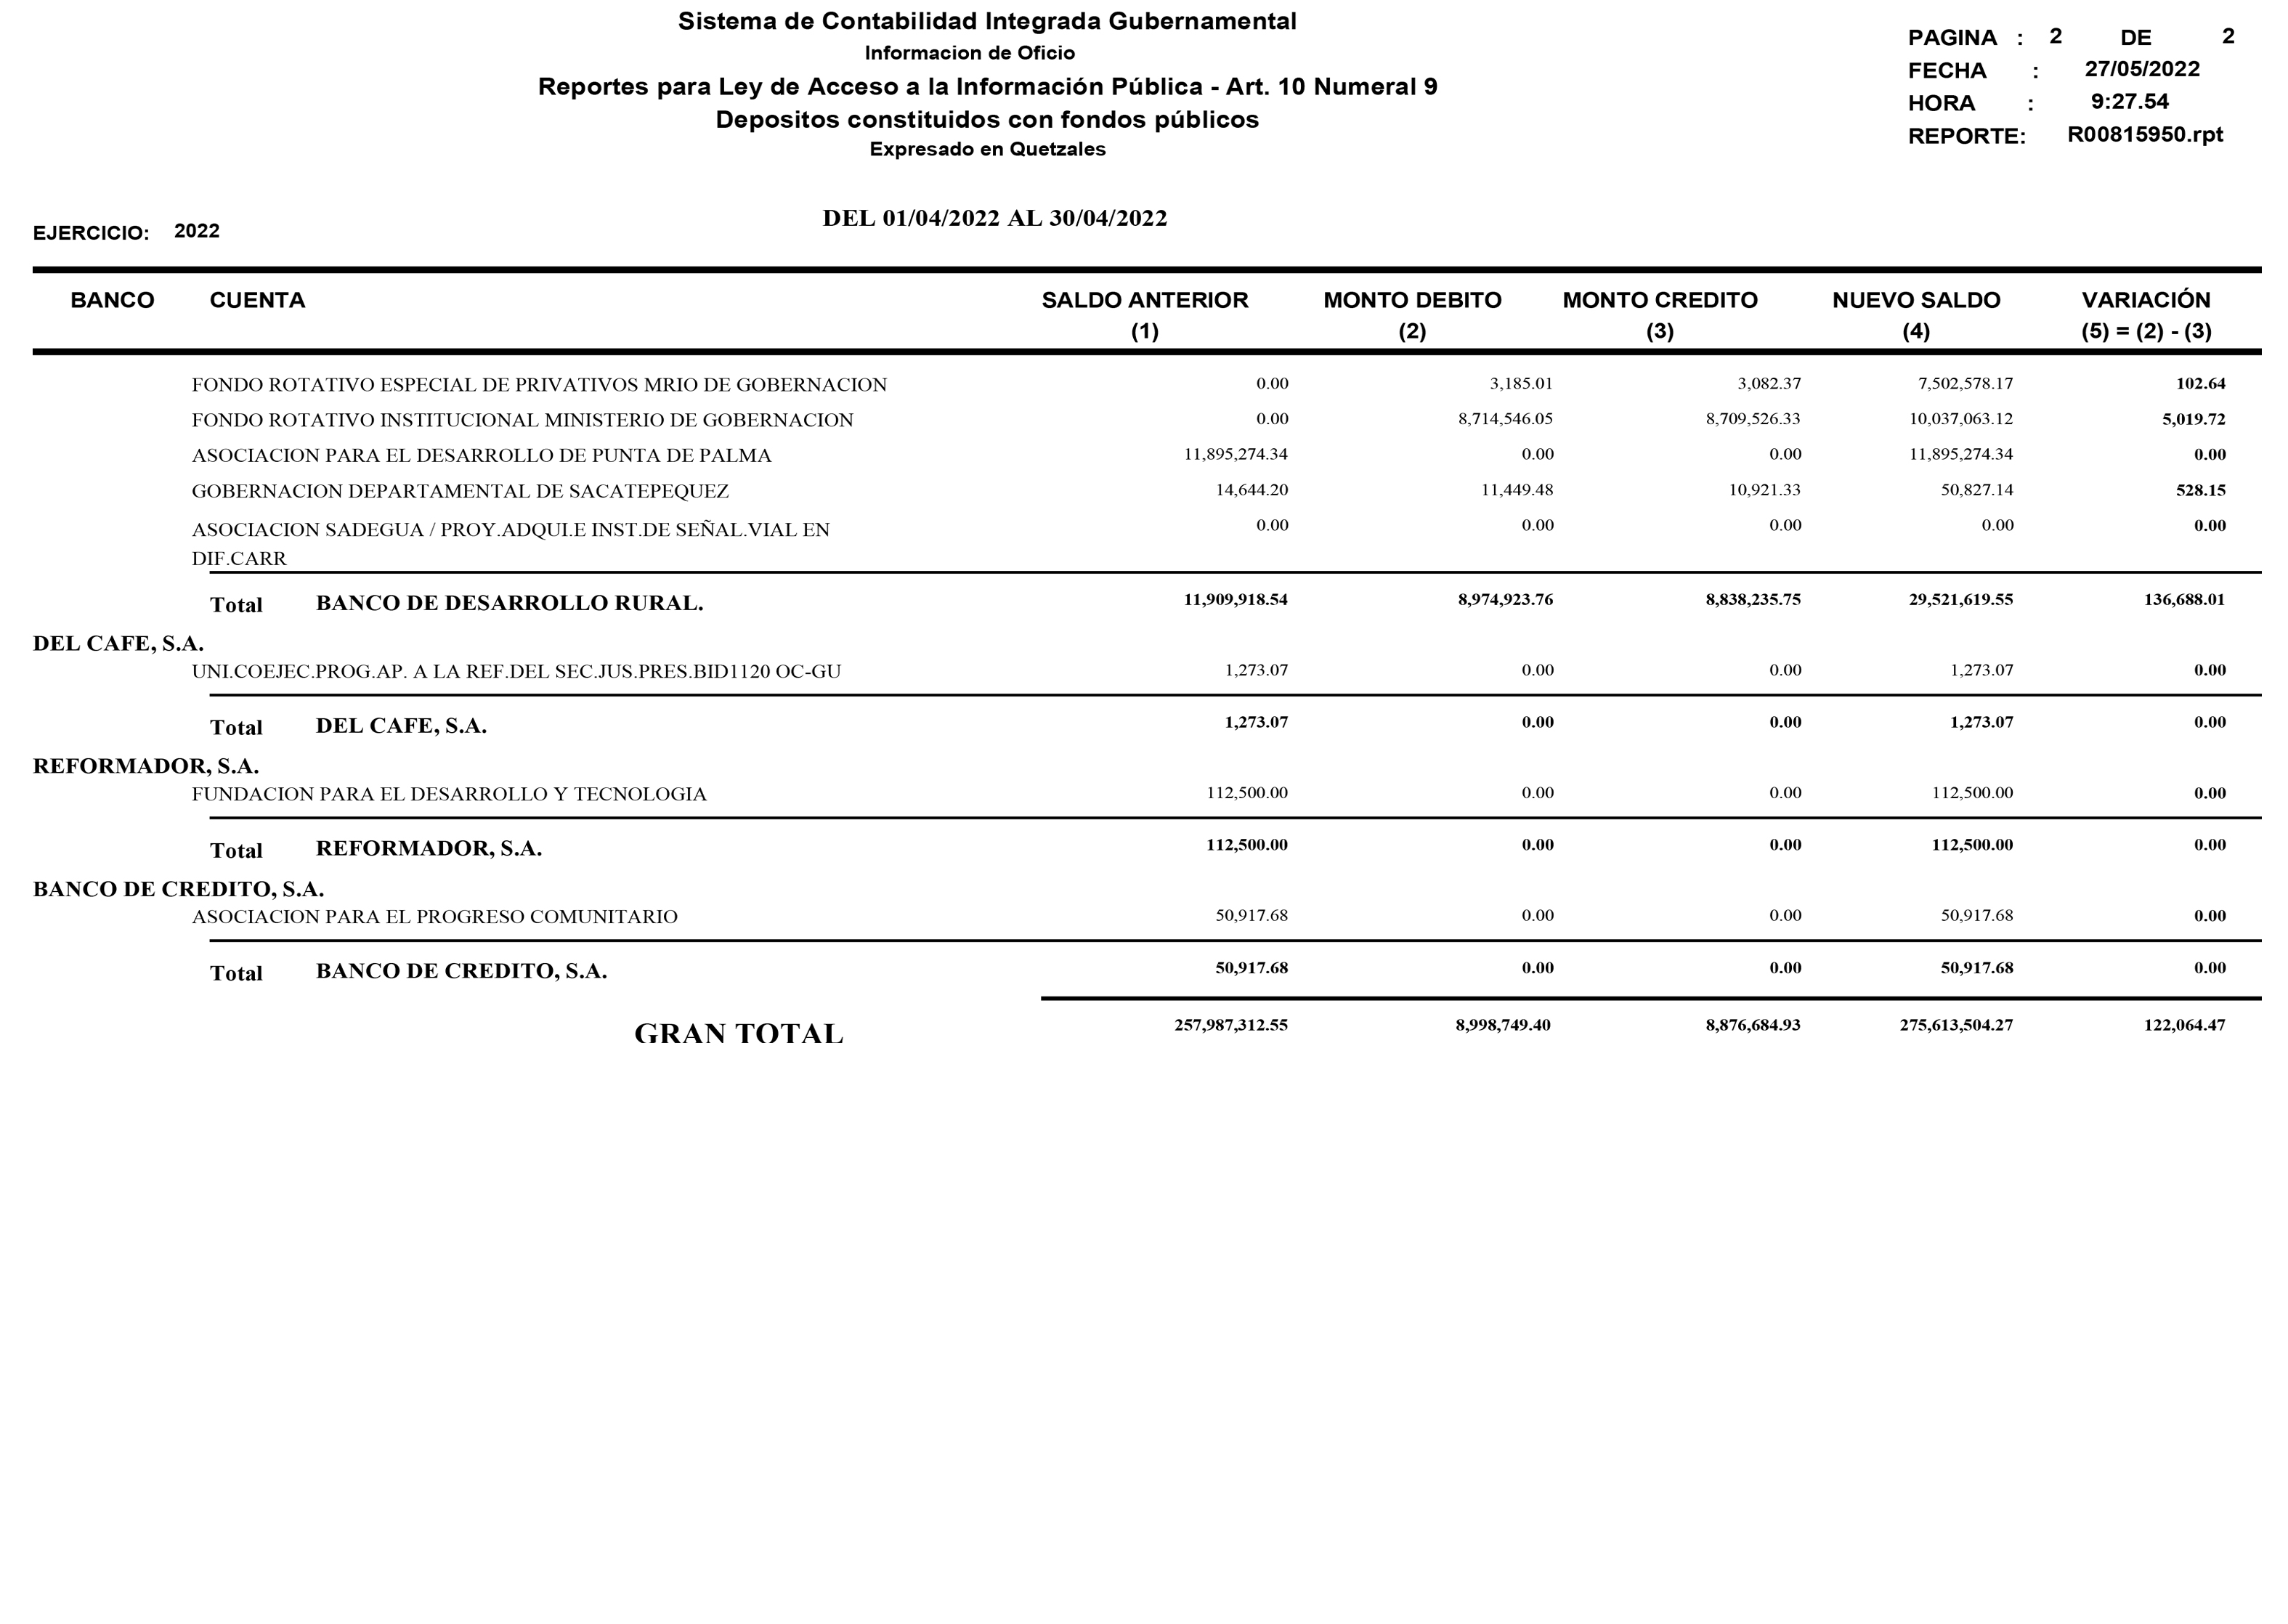 Sistema de Contabilidad Integrada Gubernamental
Informacion de Oficio
Reportes para Ley de Acceso a la Información Pública - Art. 10 Numeral 9
Depositos constituidos con fondos públicos
Expresado en Quetzales
PAGINA : 2 DE 2
FECHA : 27/05/2022
HORA : 9:27.54
REPORTE: R00815950.rpt
DEL 01/04/2022 AL 30/04/2022
EJERCICIO: 2022
BANCO CUENTA SALDO ANTERIOR MONTO DEBITO MONTO CREDITO NUEVO SALDO VARIACIÓN
(1) (2) (3) (4) (5) = (2) - (3)
FONDO ROTATIVO ESPECIAL DE PRIVATIVOS MRIO DE GOBERNACION 0.00 3,185.01 3,082.37 7,502,578.17 102.64
FONDO ROTATIVO INSTITUCIONAL MINISTERIO DE GOBERNACION 0.00 8,714,546.05 8,709,526.33 10,037,063.12 5,019.72
ASOCIACION PARA EL DESARROLLO DE PUNTA DE PALMA 11,895,274.34 0.00 0.00 11,895,274.34 0.00
GOBERNACION DEPARTAMENTAL DE SACATEPEQUEZ 14,644.20 11,449.48 10,921.33 50,827.14 528.15
ASOCIACION SADEGUA / PROY.ADQUI.E INST.DE SEÑAL.VIAL EN 0.00 0.00 0.00 0.00 0.00
DIF.CARR
Total BANCO DE DESARROLLO RURAL. 11,909,918.54 8,974,923.76 8,838,235.75 29,521,619.55 136,688.01
DEL CAFE, S.A.
UNI.COEJEC.PROG.AP. A LA REF.DEL SEC.JUS.PRES.BID1120 OC-GU 1,273.07 0.00 0.00 1,273.07 0.00
Total DEL CAFE, S.A. 1,273.07 0.00 0.00 1,273.07 0.00
REFORMADOR, S.A.
FUNDACION PARA EL DESARROLLO Y TECNOLOGIA 112,500.00 0.00 0.00 112,500.00 0.00
Total REFORMADOR, S.A. 112,500.00 0.00 0.00 112,500.00 0.00
BANCO DE CREDITO, S.A.
ASOCIACION PARA EL PROGRESO COMUNITARIO 50,917.68 0.00 0.00 50,917.68 0.00
Total BANCO DE CREDITO, S.A. 50,917.68 0.00 0.00 50,917.68 0.00
GRAN TOTAL 257,987,312.55 8,998,749.40 8,876,684.93 275,613,504.27 122,064.47